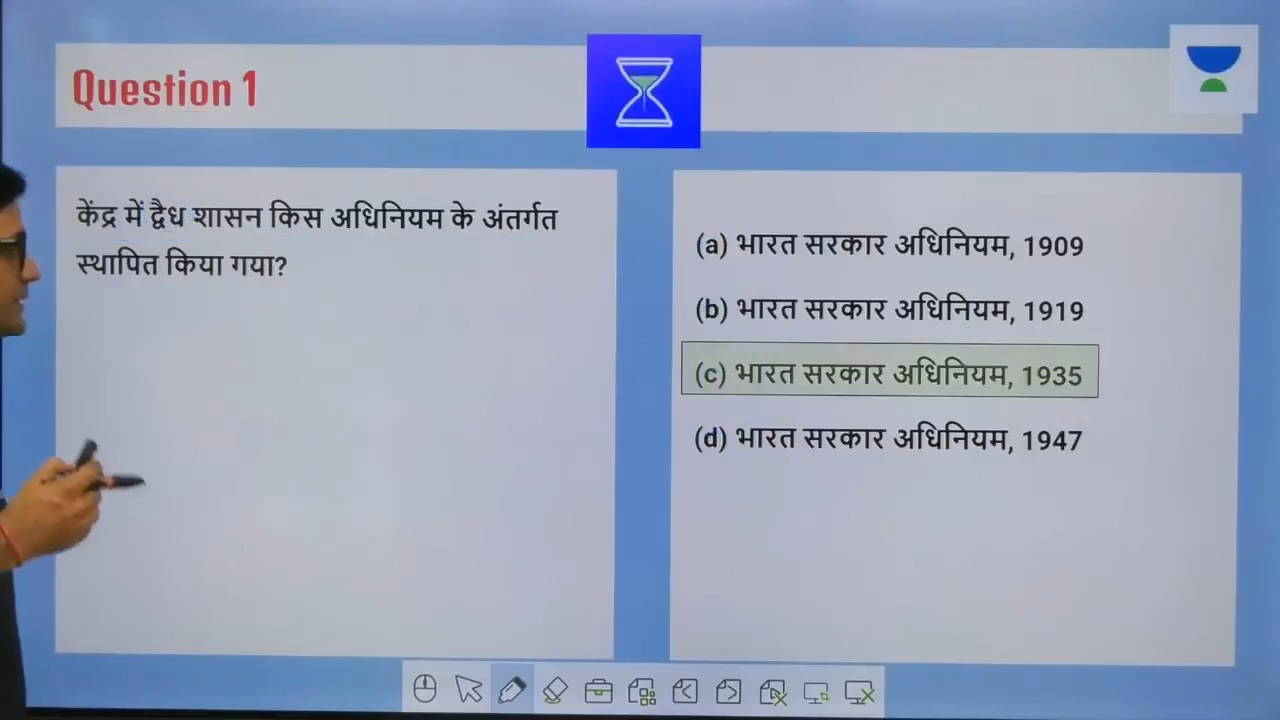 Question 1
केंद्र में द्वैध शासन किस अधिनियम के अंतर्गत
स्थापित किया गया?
(a) भारत सरकार अधिनियम, 1909
(b) भारत सरकार अधिनियम, 1919
(c) भारत सरकार अधिनियम, 1935
(d) भारत सरकार अधिनियम, 1947